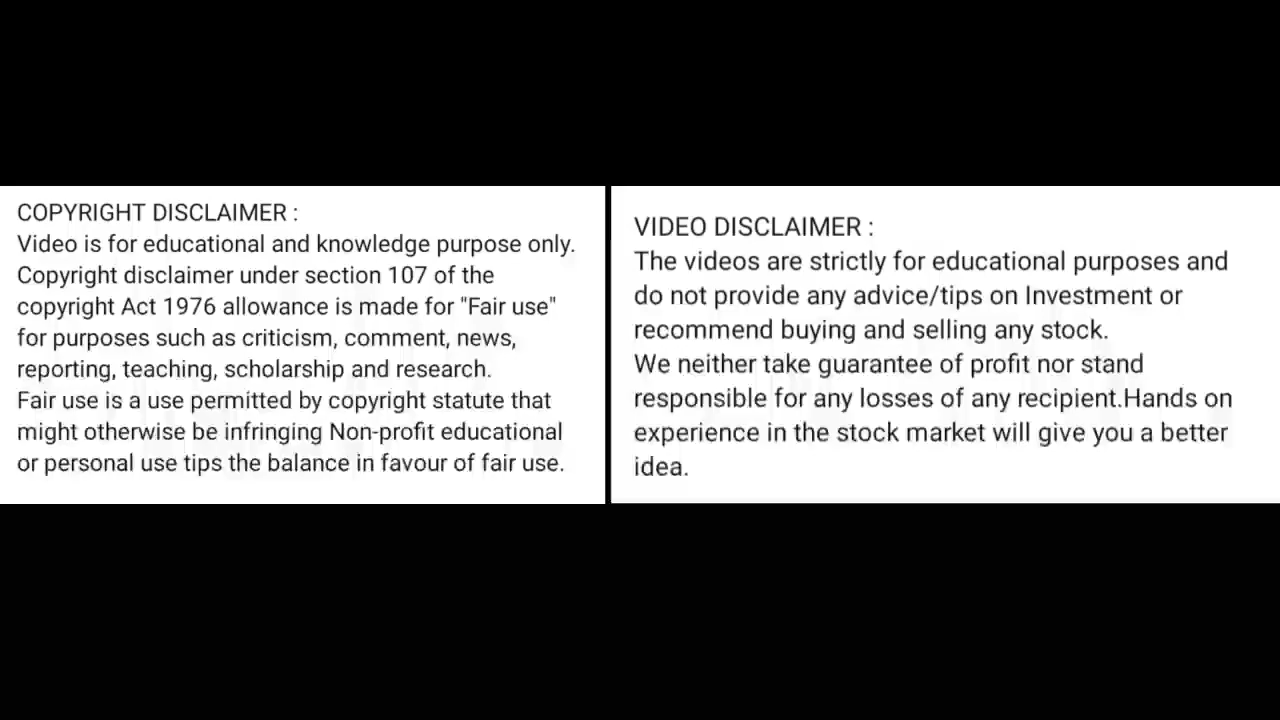 COPYRIGHT DISCLAIMER :
Video is for educational and knowledge purpose only.
Copyright disclaimer under section 107 of the
copyright Act 1976 allowance is made for "Fair use"
for purposes such as criticism, comment, news,
reporting, teaching, scholarship and research.
Fair use is a use permitted by copyright statute that
might otherwise be infringing Non-profit educational
or personal use tips the balance in favour of fair use.
VIDEO DISCLAIMER :
The videos are strictly for educational purposes and
do not provide any advice/tips on Investment or
recommend buying and selling any stock.
We neither take guarantee of profit nor stand
responsible for any losses of any recipient.Hands on
experience in the stock market will give you a better
idea.